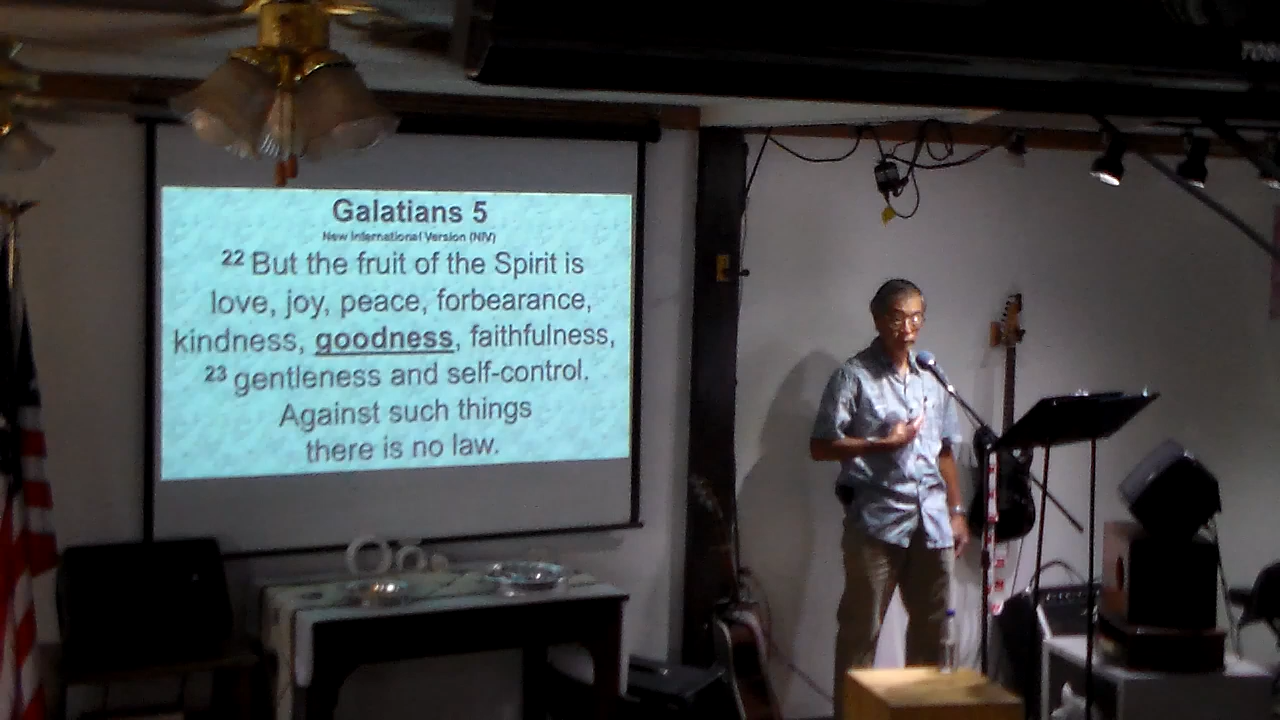 Galatians 5
New International Version (NIV)
22 But the fruit of the Spirit is
love, joy, peace, forbearance,
kindness, goodness, faithfulness,
23 gentleness and self-control.
Against such things
there is no law.